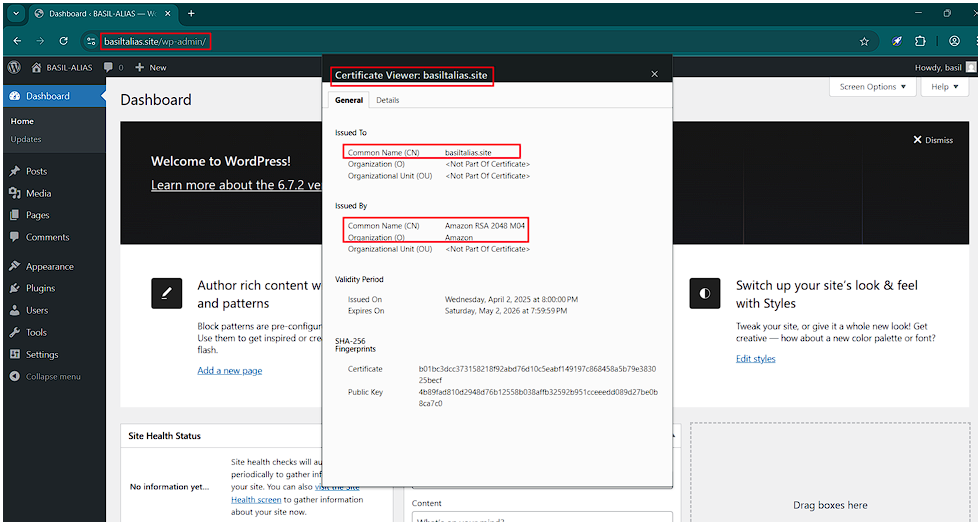 Dashboard ‹ BASIL-ALIAS — Wo
basiltalias.site/wp-admin/
BASIL-ALIAS 0 + New Howdy, basil
Dashboard
Home
Updates
Posts
Media
Pages
Comments
Appearance
Plugins
Users
Tools
Settings
Collapse menu
Dashboard
Screen Options ▼ Help ▼
Welcome to WordPress!
Learn more about the 6.7.2 ve
Dismiss
Author rich content w
and patterns
Block patterns are pre-configur
Use them to get inspired or cre
flash.
Add a new page
Switch up your site's look & feel
with Styles
Tweak your site, or give it a whole new look! Get
creative — how about a new color palette or font?
Edit styles
Site Health Status
No information yet...
Site health checks will au
periodically to gather inf
your site. You can also visit the Site
Health screen to gather information
about your site now.
Content
What's on your mind?
Drag boxes here
Certificate Viewer: basiltalias.site
General Details
Issued To
Common Name (CN) basiltalias.site
Organization (O) <Not Part Of Certificate>
Organizational Unit (OU) <Not Part Of Certificate>
Issued By
Common Name (CN) Amazon RSA 2048 M04
Organization (O) Amazon
Organizational Unit (OU) <Not Part Of Certificate>
Validity Period
Issued On Wednesday, April 2, 2025 at 8:00:00 PM
Expires On Saturday, May 2, 2026 at 7:59:59 PM
SHA-256
Fingerprints
Certificate b01bc3dcc373158218f92abd76d10c5eabf149197c868458a5b79e3830
25becf
Public Key 4b89fad810d2948d76b12558b038affb32592b951cceeedd089d27be0b
8ca7c0